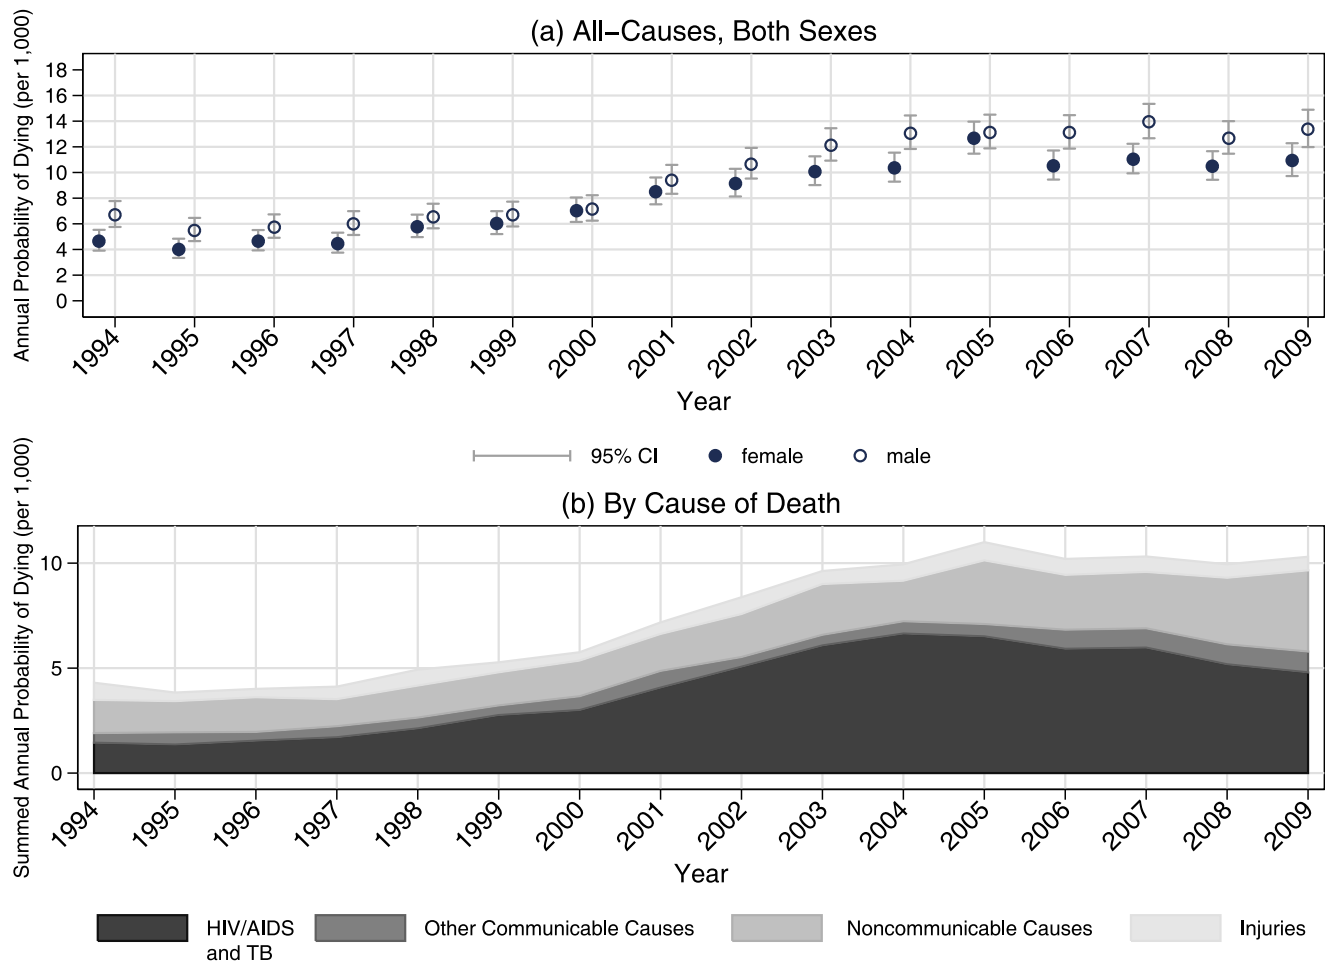 (a) All−Causes, Both Sexes
Annual Probability of Dying (per 1,000)
18
16
14
12
10
8
6
4
2
0
1994 1995 1996 1997 1998 1999 2000 2001 2002 2003 2004 2005 2006 2007 2008 2009
Year
95% CI female male
(b) By Cause of Death
Summed Annual Probability of Dying (per 1,000)
10
5
0
1994 1995 1996 1997 1998 1999 2000 2001 2002 2003 2004 2005 2006 2007 2008 2009
Year
HIV/AIDS
and TB
Other Communicable Causes
Noncommunicable Causes
Injuries